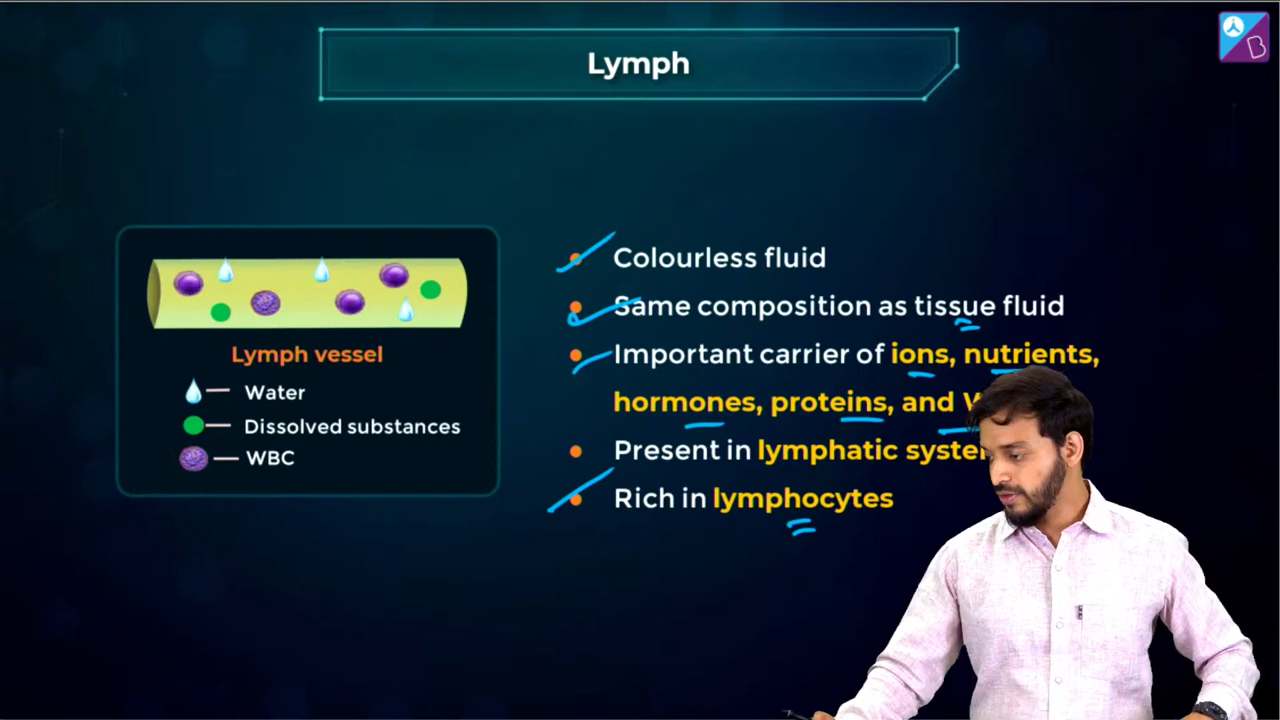 Lymph
Colourless fluid
Same composition as tissue fluid
Important carrier of ions, nutrients,
hormones, proteins, and
Present in lymphatic
Rich in lymphocytes
Lymph vessel
Water
Dissolved substances
WBC
B